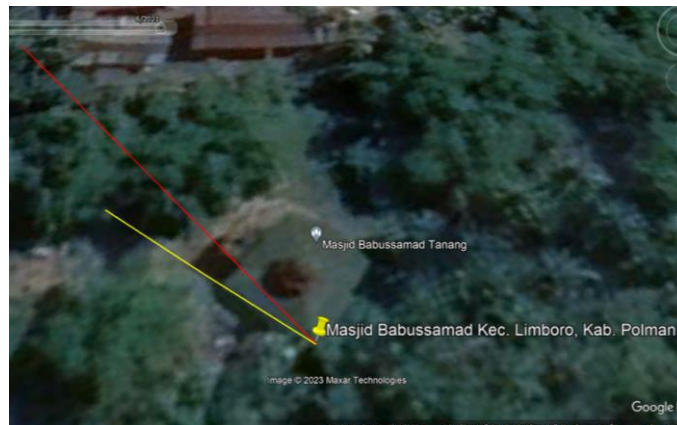 Masjid Babussamad Tanang
Masjid Babussamad Kec. Limboro, Kab. Polman
Image © 2023 Maxar Technologies
Google